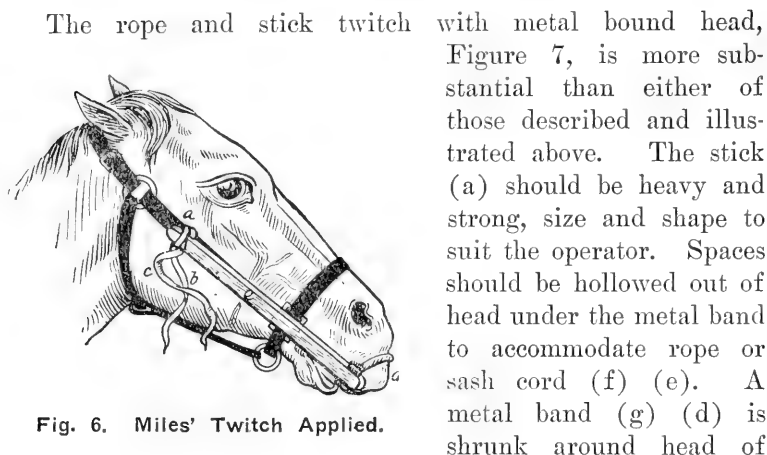 The rope and stick twitch with metal bound head,
Figure 7, is more sub-
stantial than either of
those described and illus-
trated above. The stick
(a) should be heavy and
strong, size and shape to
suit the operator. Spaces
should be hollowed out of
head under the metal band
to accommodate rope or
sash cord (f) (e). A
metal band (g) (d) is
shrunk around head of
a
c
b
e
d
a
Fig. 6. Miles' Twitch Applied.